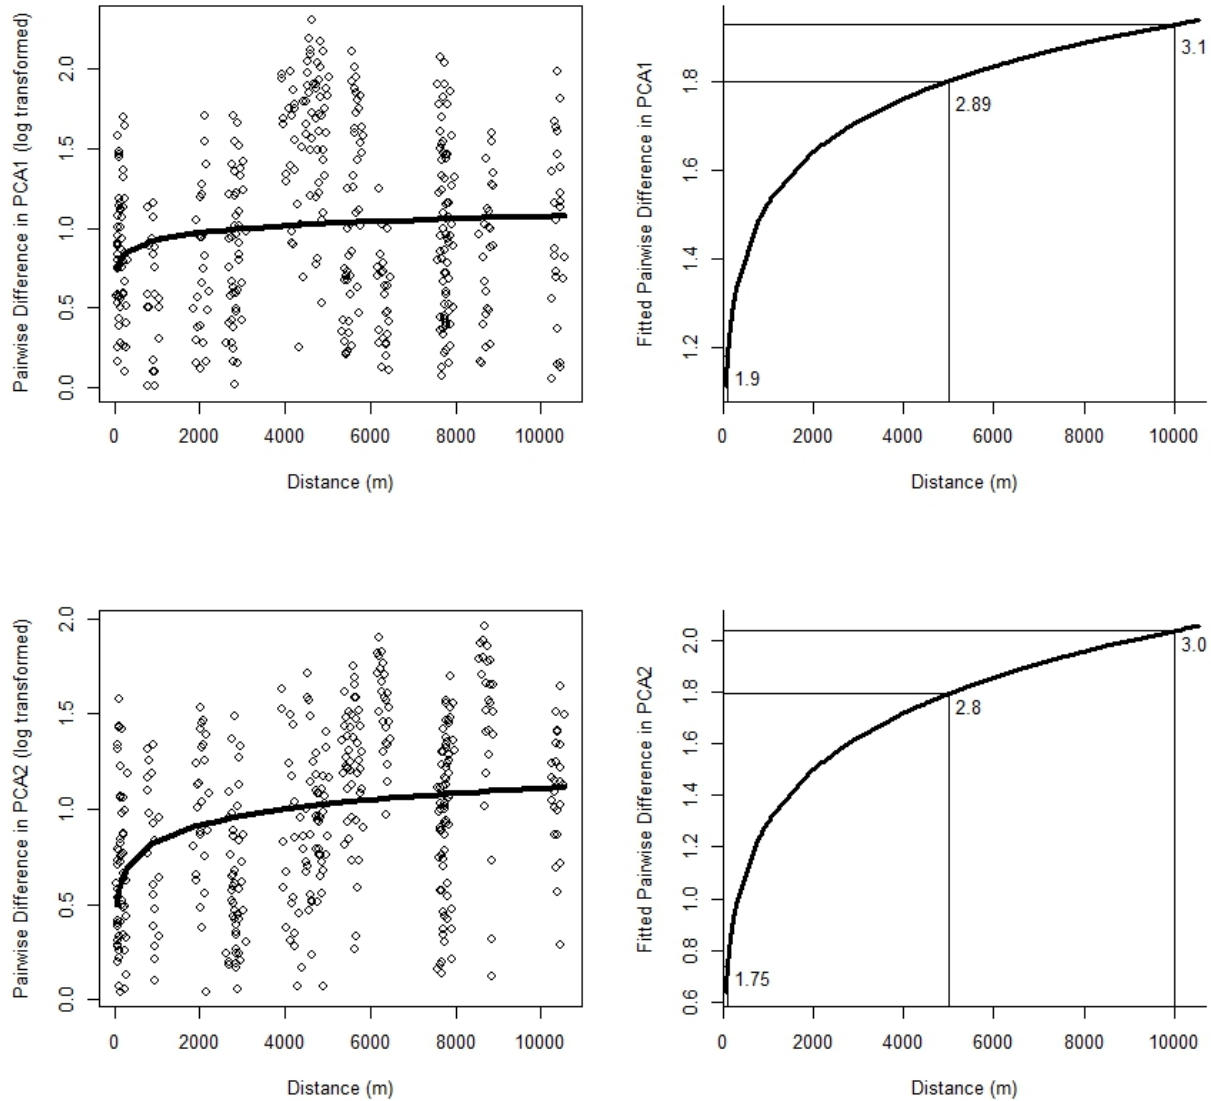 Pairwise Difference in PCA1 (log transformed)
0.0 0.5 1.0 1.5 2.0
0 2000 4000 6000 8000 10000
Distance (m)
Fitted Pairwise Difference in PCA1
1.2 1.4 1.6 1.8
3.1
2.89
1.9
0 2000 4000 6000 8000 10000
Distance (m)
Pairwise Difference in PCA2 (log transformed)
0.0 0.5 1.0 1.5 2.0
0 2000 4000 6000 8000 10000
Distance (m)
Fitted Pairwise Difference in PCA2
0.6 0.8 1.0 1.2 1.4 1.6 1.8 2.0
3.0
2.8
1.75
0 2000 4000 6000 8000 10000
Distance (m)